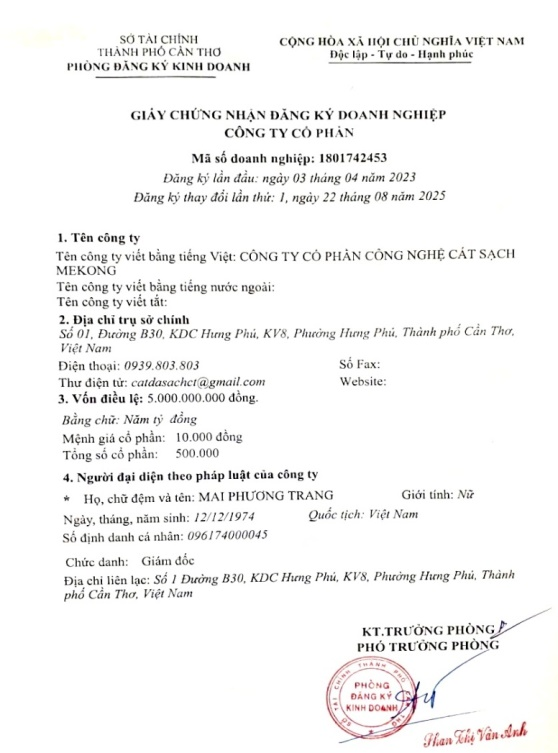 SỞ TÀI CHÍNH
THÀNH PHỐ CẦN THƠ
PHÒNG ĐĂNG KÝ KINH DOANH
CỘNG HÒA XÃ HỘI CHỦ NGHĨA VIỆT NAM
Độc lập - Tự do - Hạnh phúc
GIẤY CHỨNG NHẬN ĐĂNG KÝ DOANH NGHIỆP
CÔNG TY CỔ PHẦN
Mã số doanh nghiệp: 1801742453
Đăng ký lần đầu: ngày 03 tháng 04 năm 2023
Đăng ký thay đổi lần thứ: 1, ngày 22 tháng 08 năm 2025
1. Tên công ty
Tên công ty viết bằng tiếng Việt: CÔNG TY CỔ PHẦN CÔNG NGHỆ CÁT SẠCH
MEKONG
Tên công ty viết bằng tiếng nước ngoài:
Tên công ty viết tắt:
2. Địa chỉ trụ sở chính
Số 01, Đường B30, KDC Hưng Phú, KV8, Phường Hưng Phú, Thành phố Cần Thơ,
Việt Nam
Điện thoại: 0939.803.803 Số Fax:
Thư điện tử: catdasachct@gmail.com Website:
3. Vốn điều lệ: 5.000.000.000 đồng.
Bằng chữ: Năm tỷ đồng
Mệnh giá cổ phần: 10.000 đồng
Tổng số cổ phần: 500.000
4. Người đại diện theo pháp luật của công ty
* Họ, chữ đệm và tên: MAI PHƯƠNG TRANG Giới tính: Nữ
Ngày, tháng, năm sinh: 12/12/1974 Quốc tịch: Việt Nam
Số định danh cá nhân: 096174000045
Chức danh: Giám đốc
Địa chỉ liên lạc: Số 1 Đường B30, KDC Hưng Phú, KV8, Phường Hưng Phú, Thành
phố Cần Thơ, Việt Nam
KT.TRƯỞNG PHÒNG
PHÓ TRƯỞNG PHÒNG
SỞ TÀI CHÍNH THÀNH PHỐ
PHÒNG
ĐĂNG KÝ
KINH DOANH
Phan Thị Vân Anh